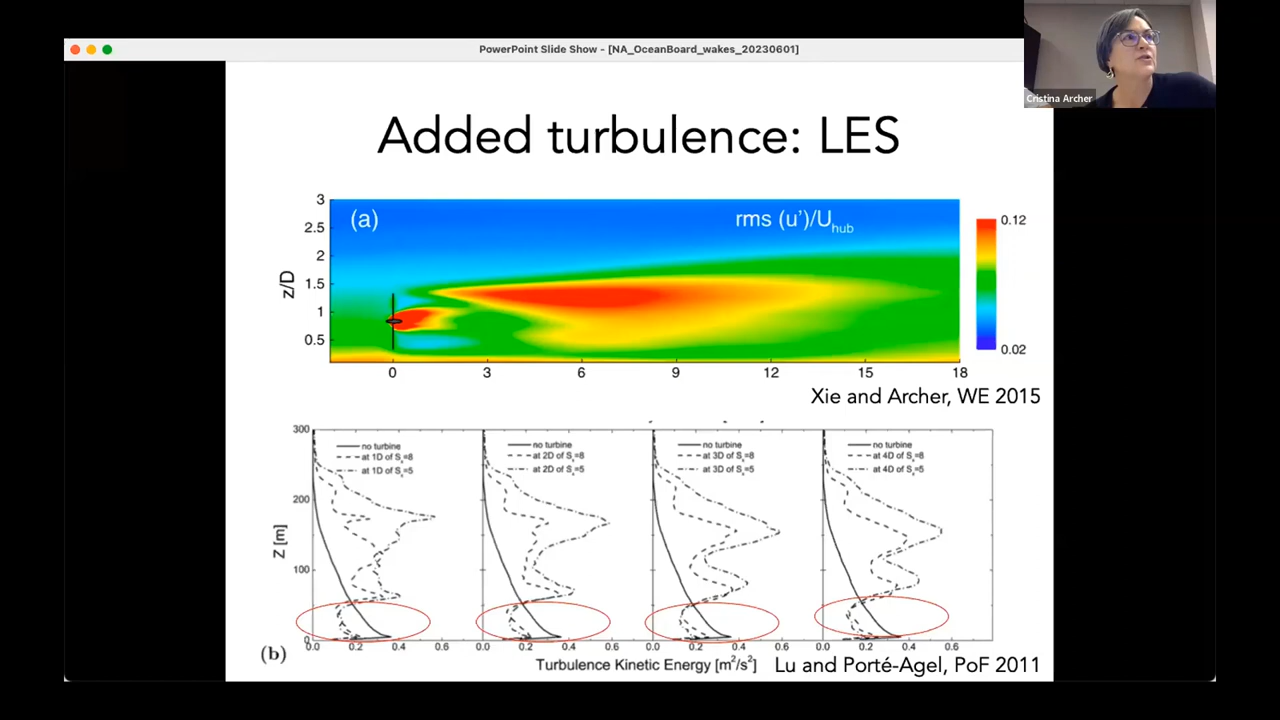 PowerPoint Slide Show - [NA_OceanBoard_wakes_20230601]
Cristina Archer
Added turbulence: LES
(a)
rms (u')/U_hub
z/D
3
2.5
2
1.5
1
0.5
0 3 6 9 12 15 18
0.12
0.02
Xie and Archer, WE 2015
300
200
100
0
Z [m]
no turbine
at 1D of Sx=8
at 1D of Sx=5
no turbine
at 2D of Sx=8
at 2D of Sx=5
no turbine
at 3D of Sx=8
at 3D of Sx=5
no turbine
at 4D of Sx=8
at 4D of Sx=5
0.0 0.2 0.4 0.6 0.0 0.2 0.4 0.6 0.0 0.2 0.4 0.6 0.0 0.2 0.4 0.6
(b)
Turbulence Kinetic Energy [m²/s²]
Lu and Porté-Agel, PoF 2011